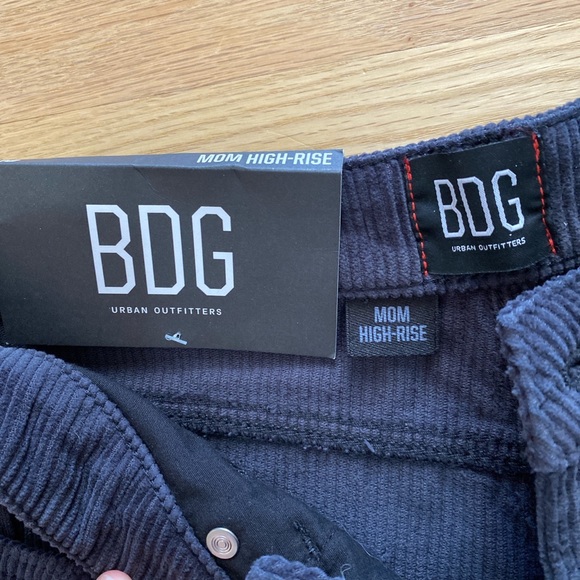 MOM HIGH-RISE
BDG
URBAN OUTFITTERS
BDG
URBAN OUTFITTERS
MOM
HIGH-RISE